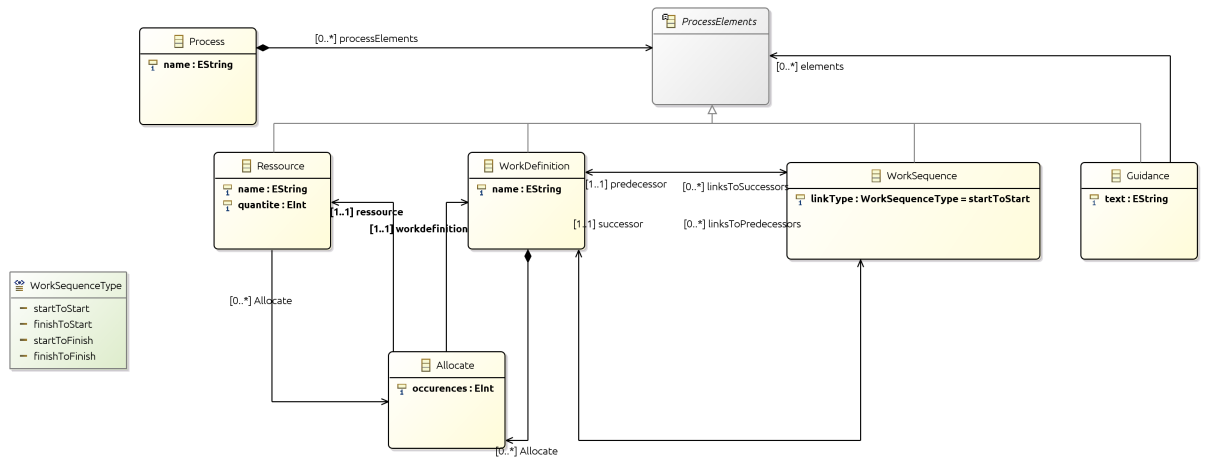 ProcessElements
Process
[0..*] processElements
name : EString
[0..*] elements
Ressource
WorkDefinition
WorkSequence
Guidance
name : EString
quantite : EInt
name : EString
[1..1] predecessor
[0..*] linksToSuccessors
linkType : WorkSequenceType = startToStart
text : EString
[1..1] ressource
[1..1] workdefinition
[1..1] successor
[0..*] linksToPredecessors
WorkSequenceType
startToStart
finishToStart
startToFinish
finishToFinish
[0..*] Allocate
Allocate
occurences : EInt
[0..*] Allocate